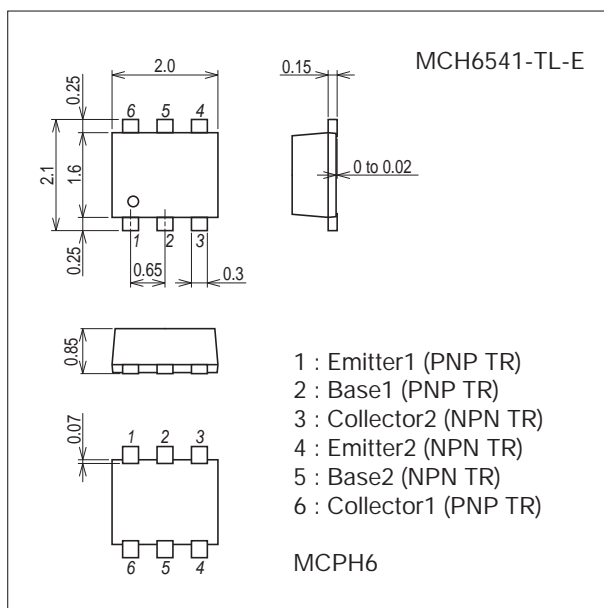 MCH6541-TL-E
2.0
0.15
0.25
6 5 4
2.1
1.6
0 to 0.02
1 2 3
0.25
0.65
0.3
0.85
1 : Emitter1 (PNP TR)
2 : Base1 (PNP TR)
3 : Collector2 (NPN TR)
4 : Emitter2 (NPN TR)
5 : Base2 (NPN TR)
6 : Collector1 (PNP TR)
0.07
1 2 3
6 5 4
MCPH6